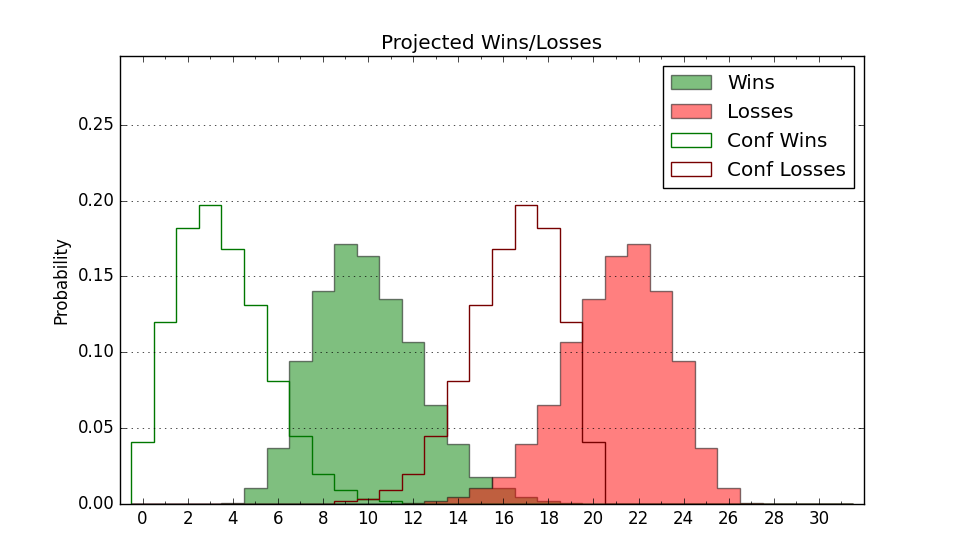 Projected Wins/Losses
Wins
Losses
Conf Wins
Conf Losses
Probability
0.25
0.20
0.15
0.10
0.05
0.00
0 2 4 6 8 10 12 14 16 18 20 22 24 26 28 30